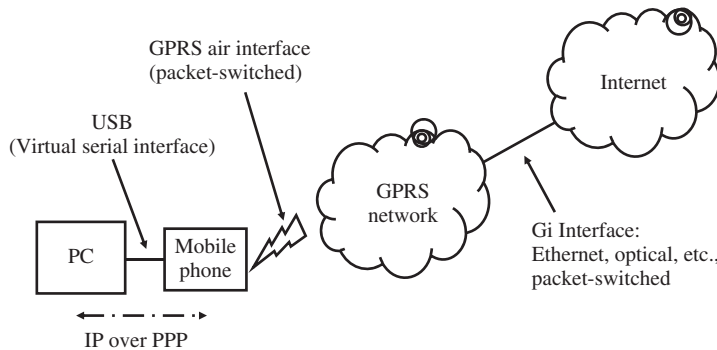 GPRS air interface
(packet-switched)
Internet
USB
(Virtual serial interface)
GPRS
network
PC
Mobile
phone
Gi Interface:
Ethernet, optical, etc.,
packet-switched
IP over PPP